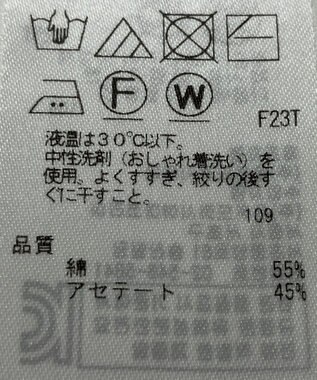 F W
F23T
液温は30℃以下。
中性洗剤（おしゃれ着洗い）を
使用。よくすすぎ、絞りの後す
ぐに干すこと。
109
品質
綿 55%
アセテート 45%